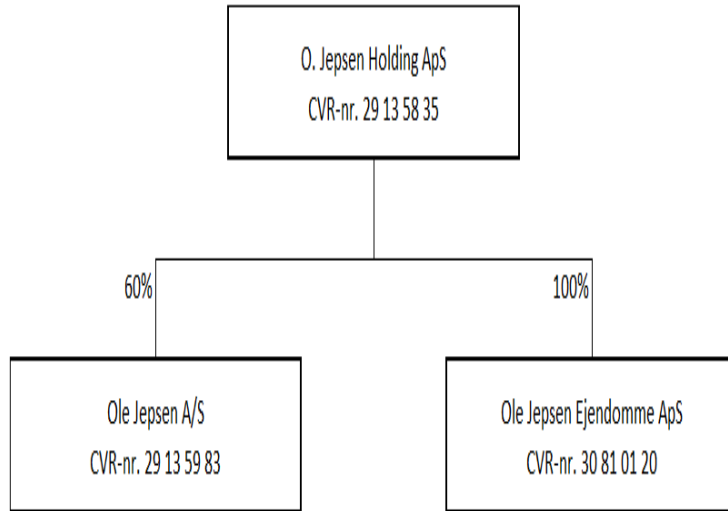 O. Jepsen Holding ApS
CVR-nr. 29 13 58 35
60%
100%
Ole Jepsen A/S
CVR-nr. 29 13 59 83
Ole Jepsen Ejendomme ApS
CVR-nr. 30 81 01 20